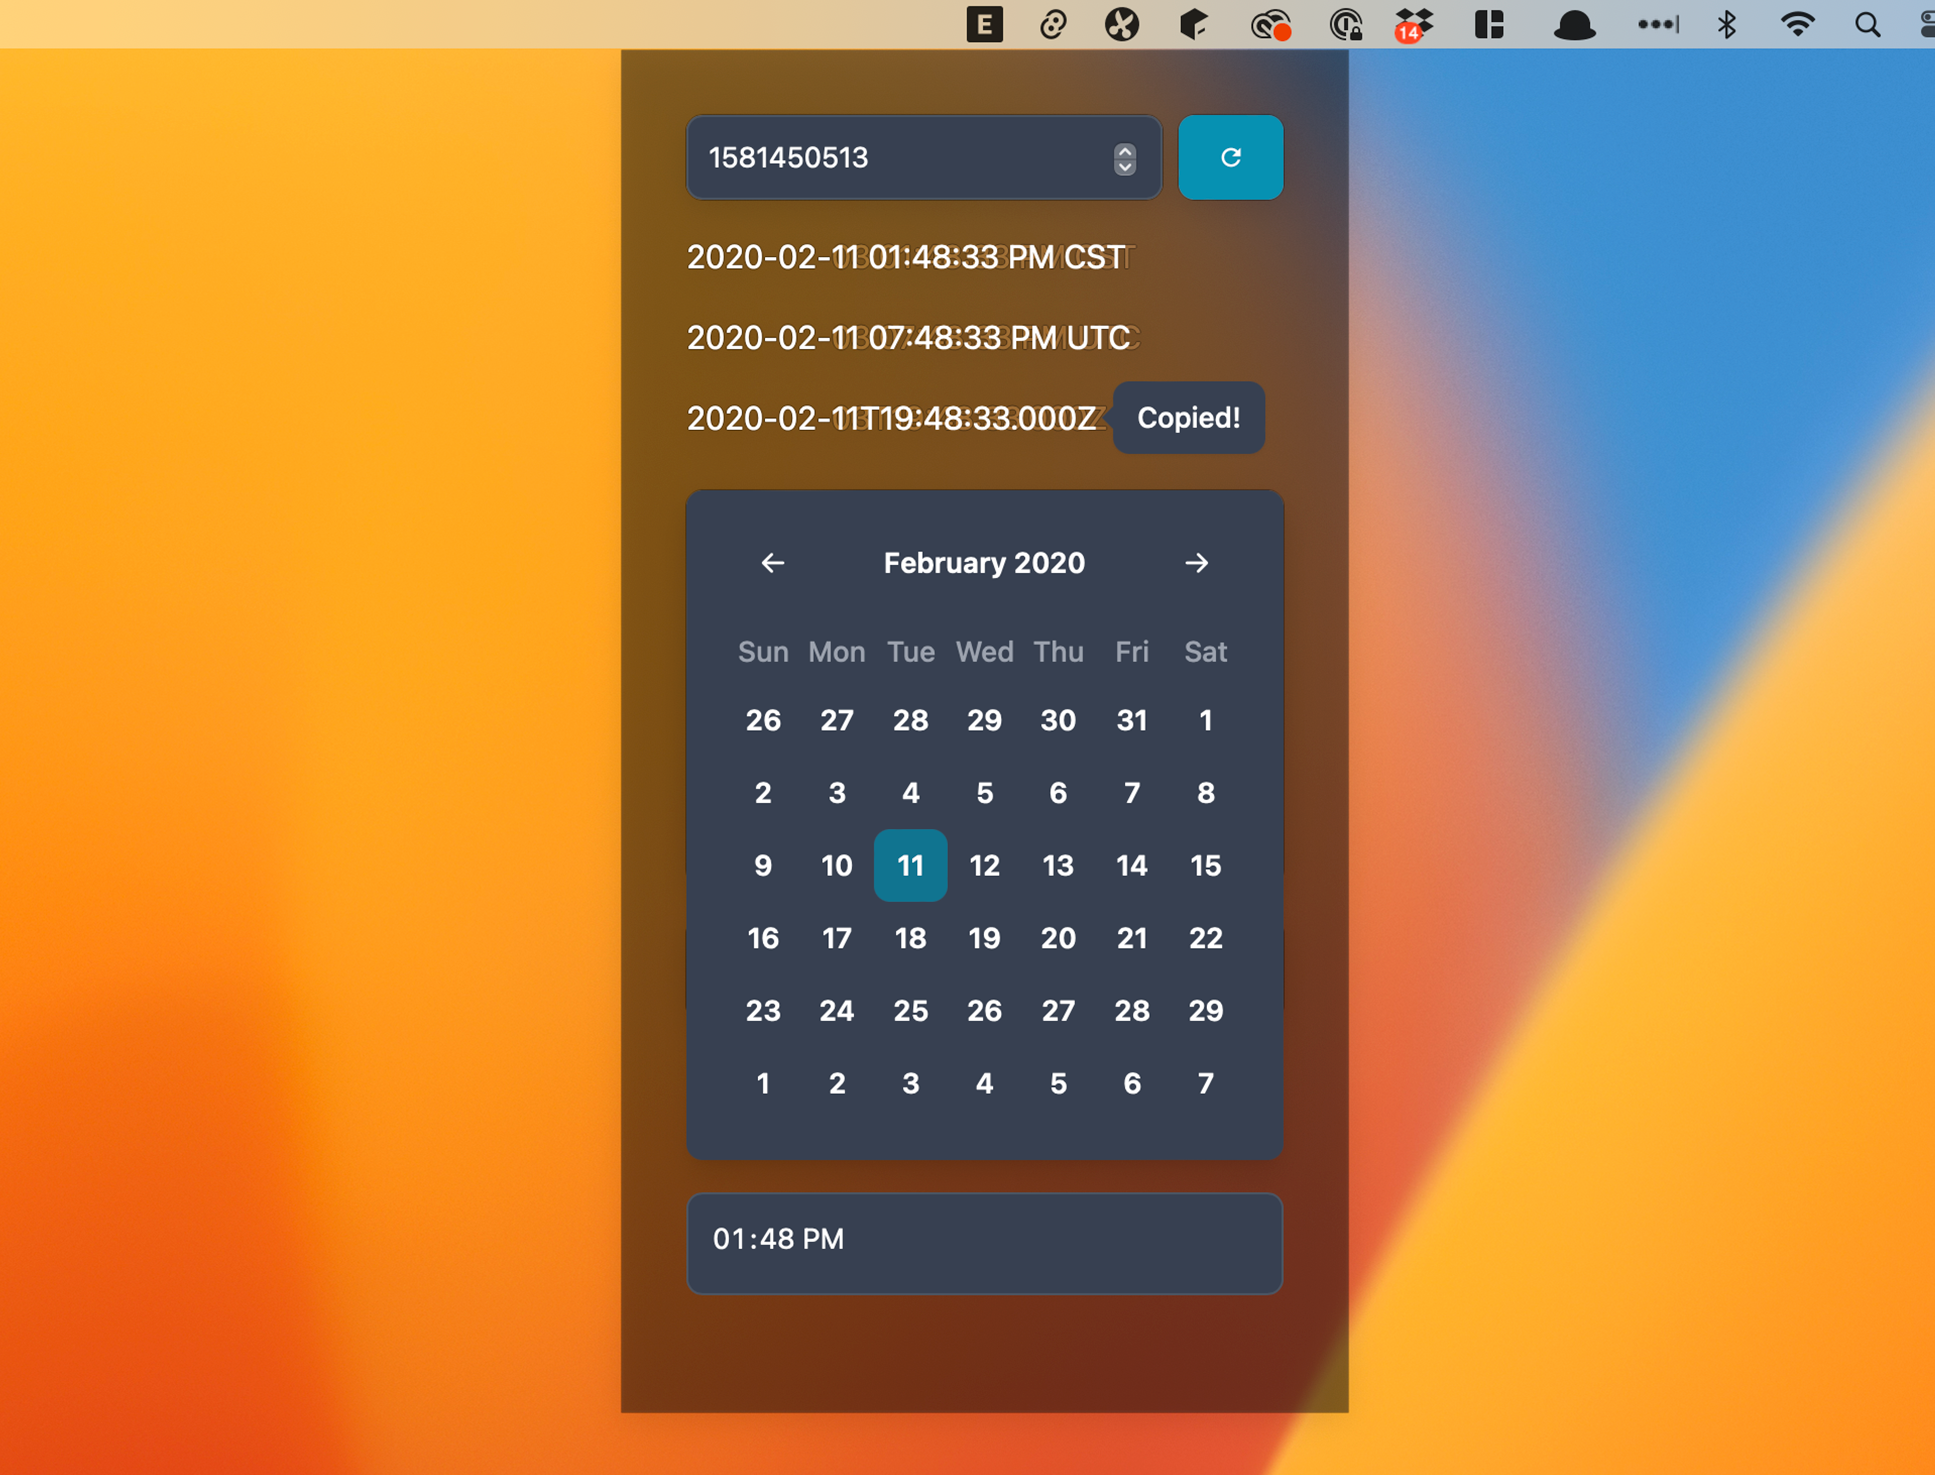 E
14
1581450513
2020-02-11 01:48:33 PM CST
2020-02-11 07:48:33 PM UTC
2020-02-11T19:48:33.000Z
Copied!
February 2020
Sun Mon Tue Wed Thu Fri Sat
26 27 28 29 30 31 1
2 3 4 5 6 7 8
9 10 11 12 13 14 15
16 17 18 19 20 21 22
23 24 25 26 27 28 29
1 2 3 4 5 6 7
01:48 PM